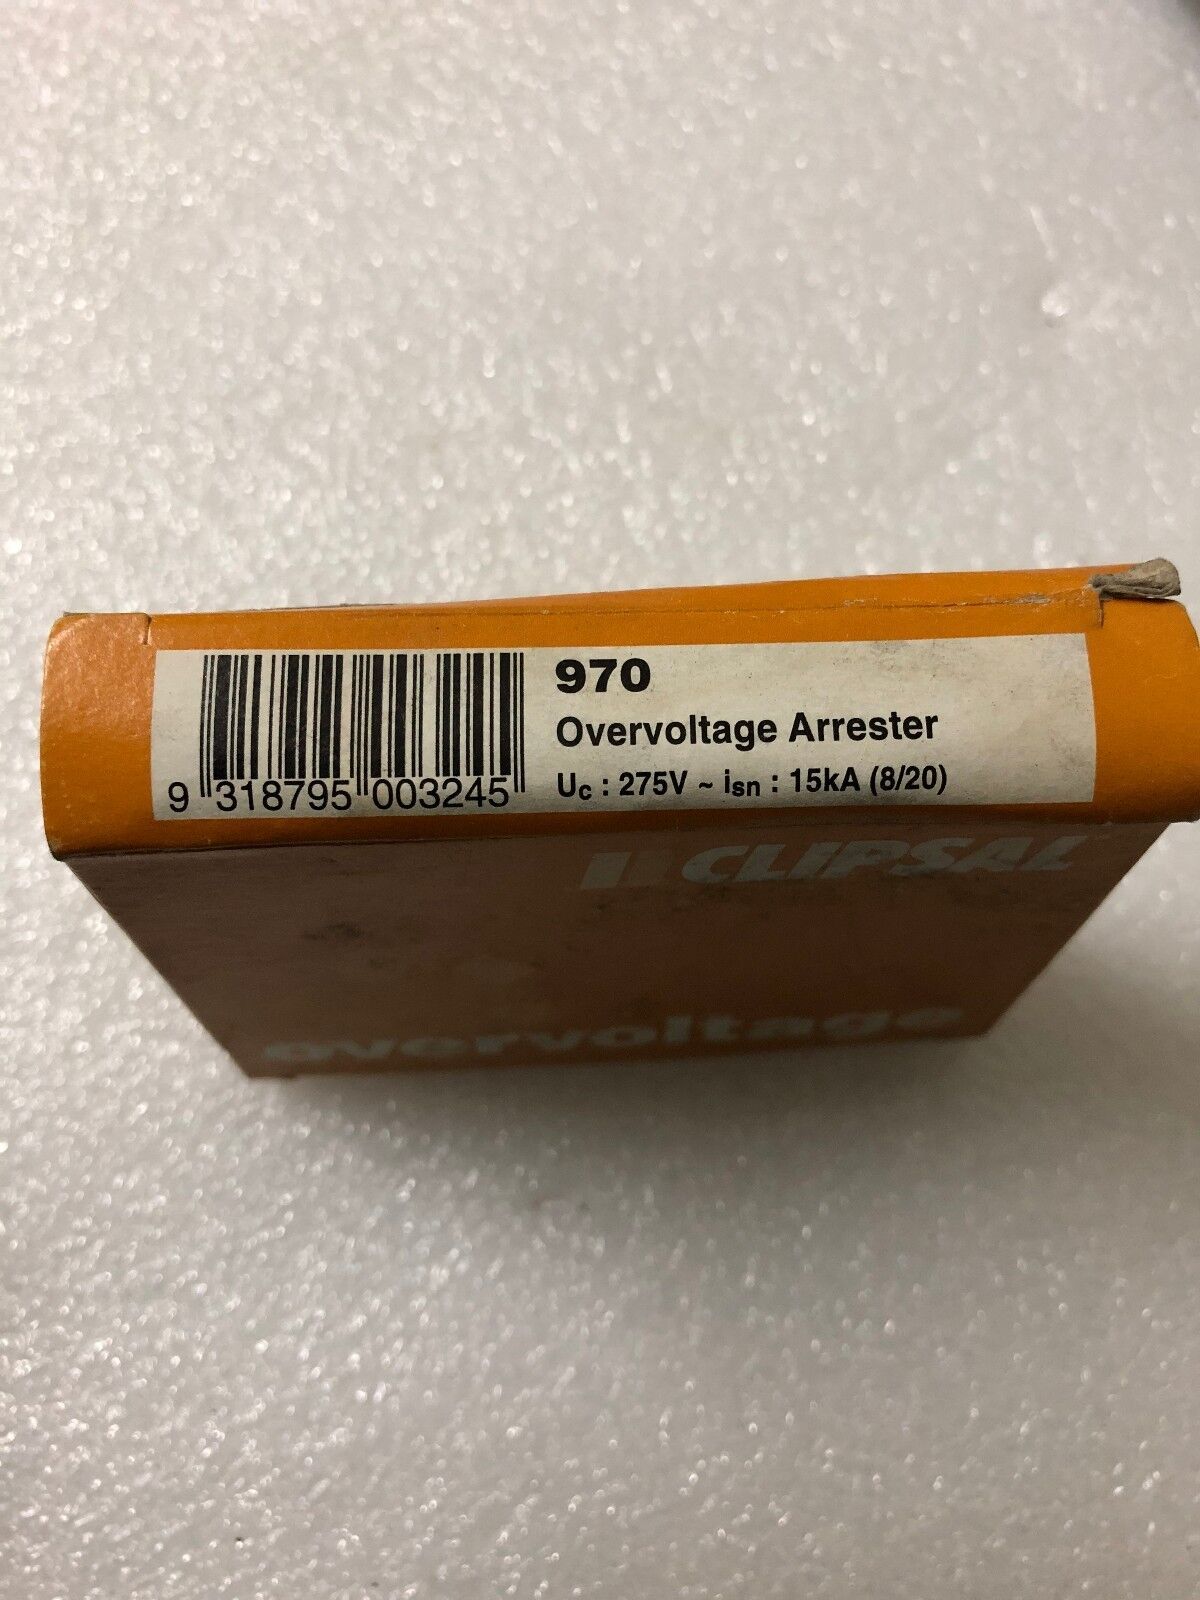 970
Overvoltage Arrester
Uc : 275V ~ isn : 15kA (8/20)
9 318795 003245
CLIPSAL
overvoltage